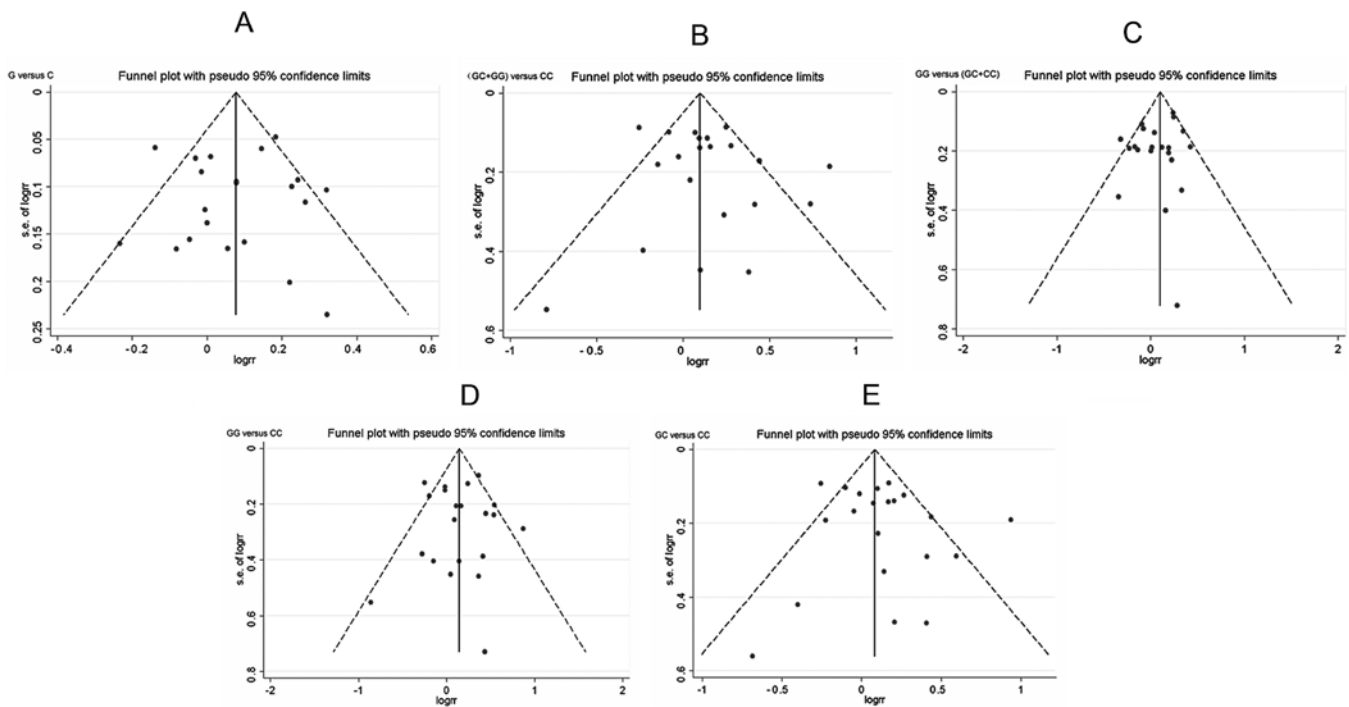 A
G versus C
Funnel plot with pseudo 95% confidence limits
s.e. of logrr
0
0.05
0.1
0.15
0.2
0.25
-0.4
-0.2
0
0.2
0.4
0.6
logrr
B
(GC+GG) versus CC
Funnel plot with pseudo 95% confidence limits
s.e. of logrr
0
0.2
0.4
0.6
-1
-0.5
0
0.5
1
logrr
C
GG versus (GC+CC)
Funnel plot with pseudo 95% confidence limits
s.e. of logrr
0
0.2
0.4
0.6
0.8
-2
-1
0
1
2
logrr
D
GG versus CC
Funnel plot with pseudo 95% confidence limits
s.e. of logrr
0
0.2
0.4
0.6
0.8
-2
-1
0
1
2
logrr
E
GC versus CC
Funnel plot with pseudo 95% confidence limits
s.e. of logrr
0
0.2
0.4
0.6
-1
-0.5
0
0.5
1
logrr